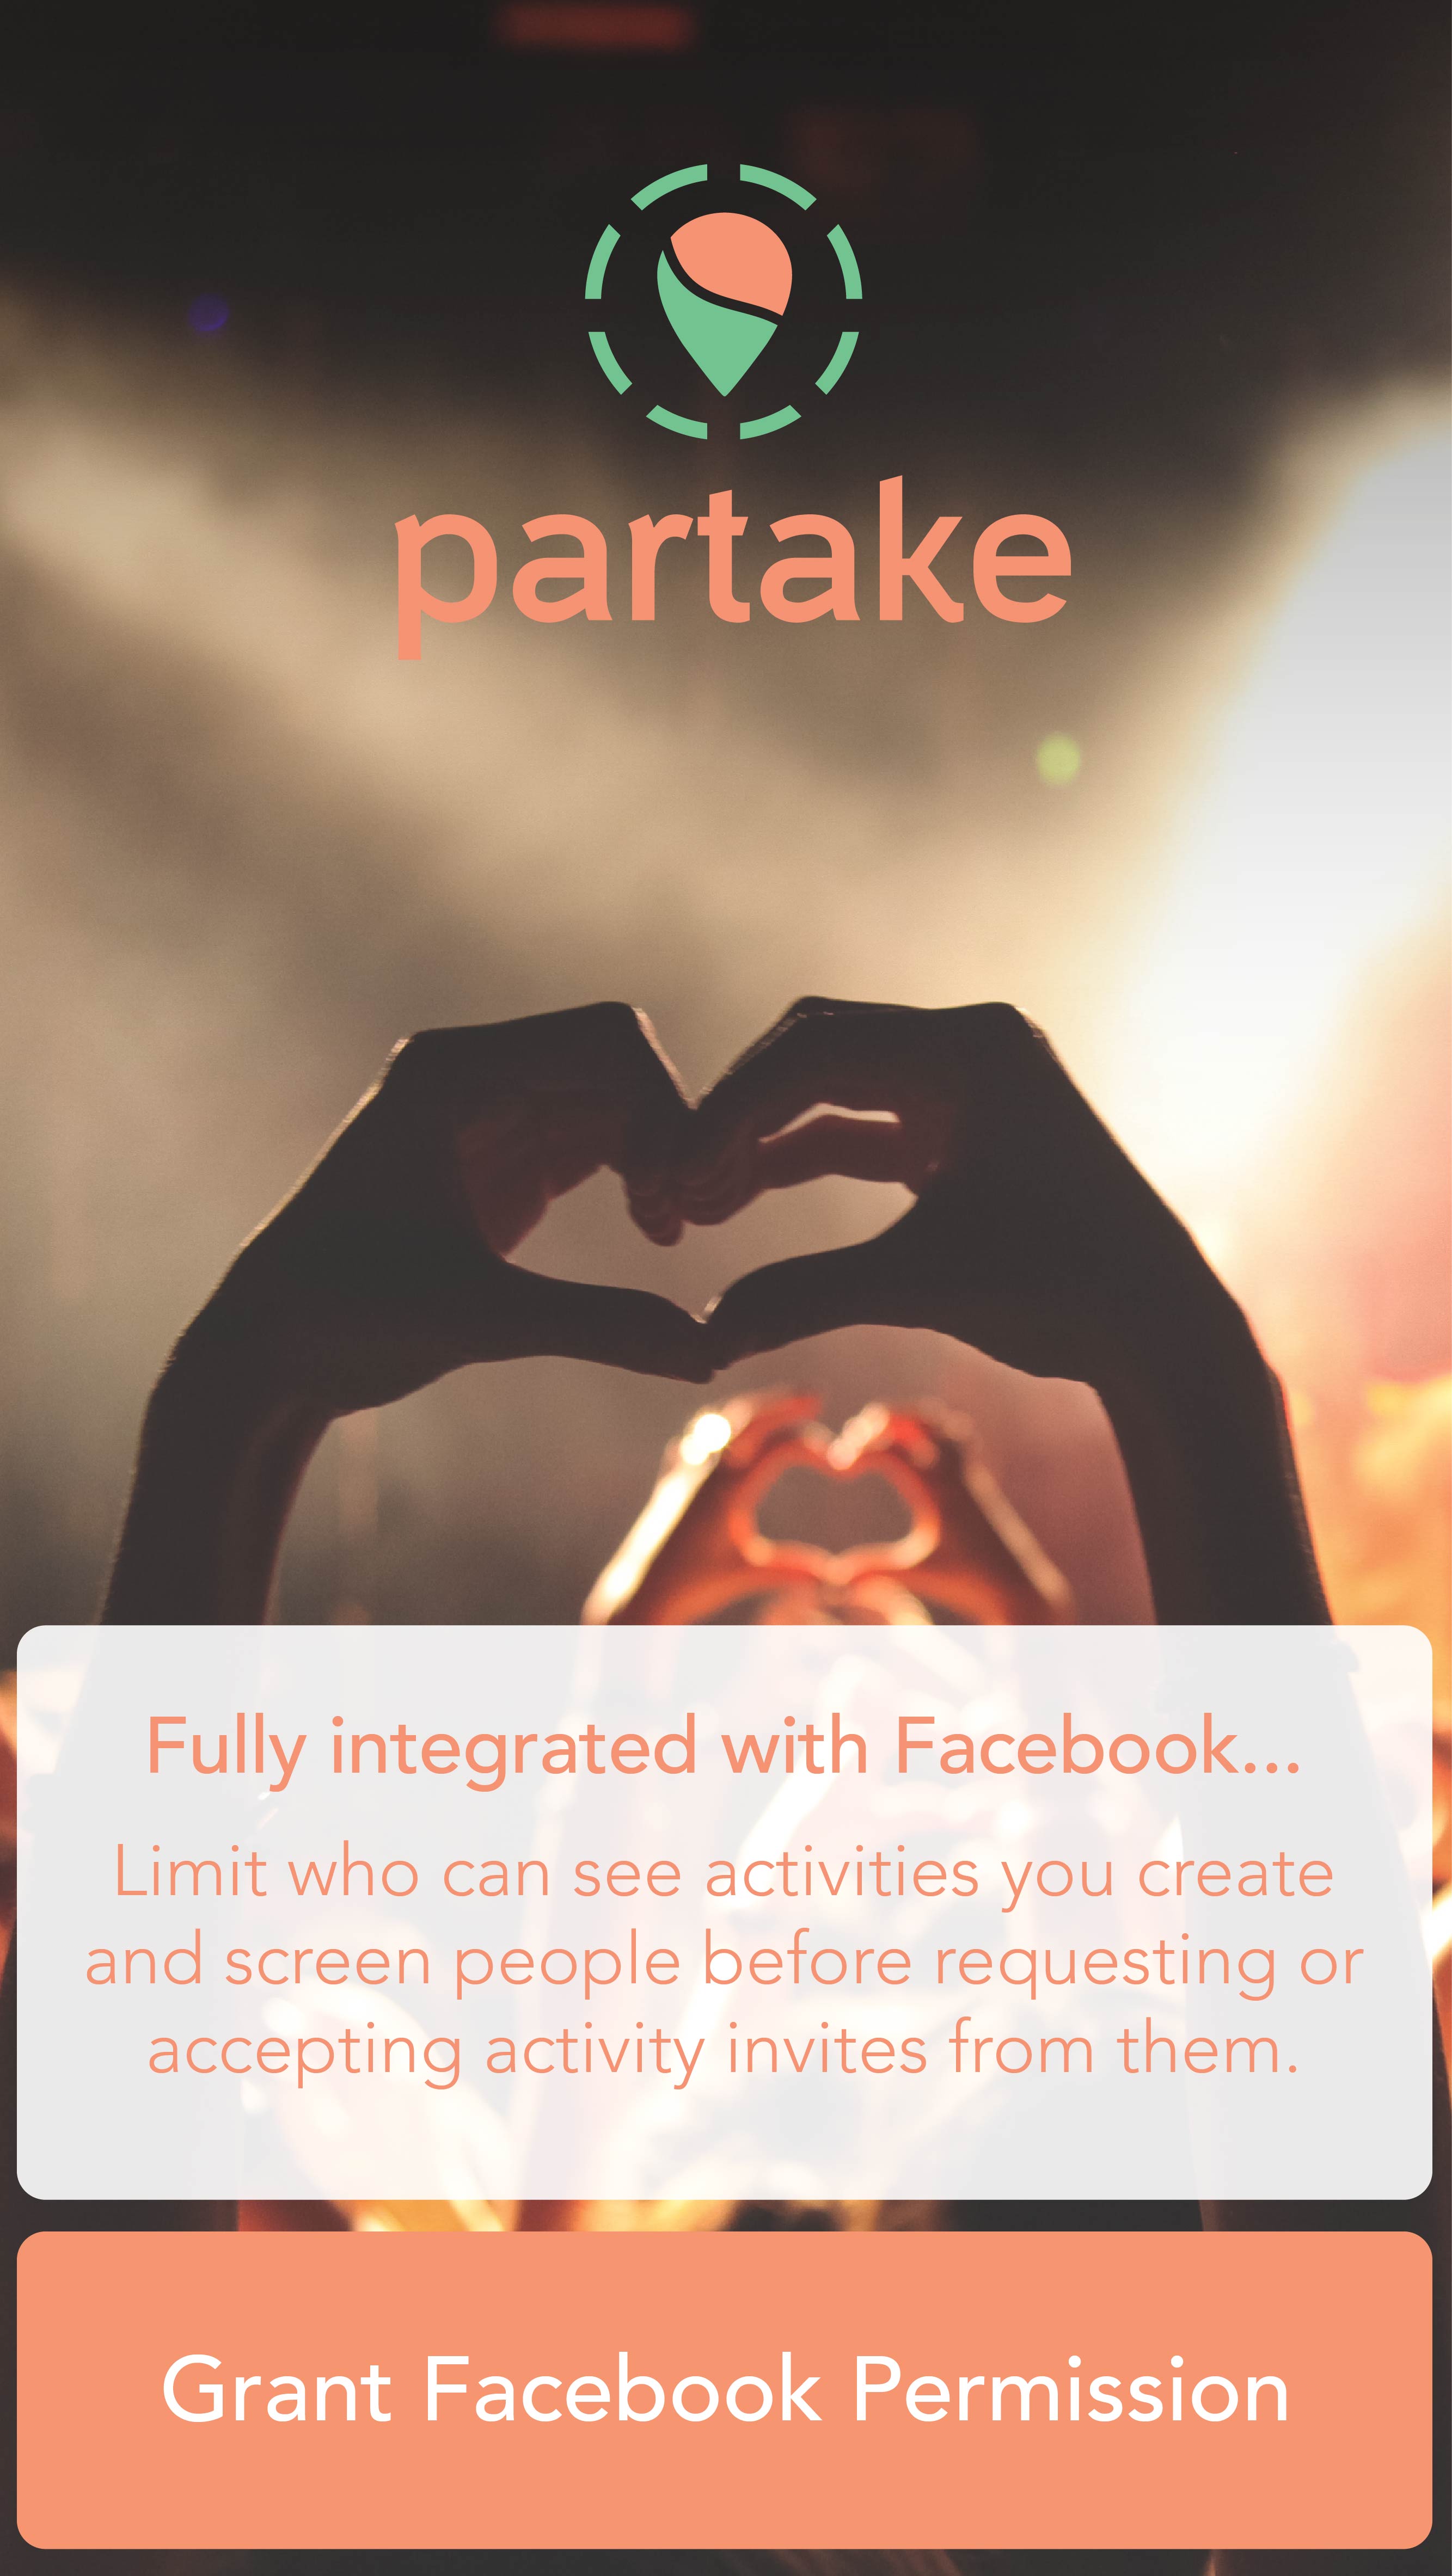 partake
Fully integrated with Facebook...
Limit who can see activities you create
and screen people before requesting or
accepting activity invites from them.
Grant Facebook Permission